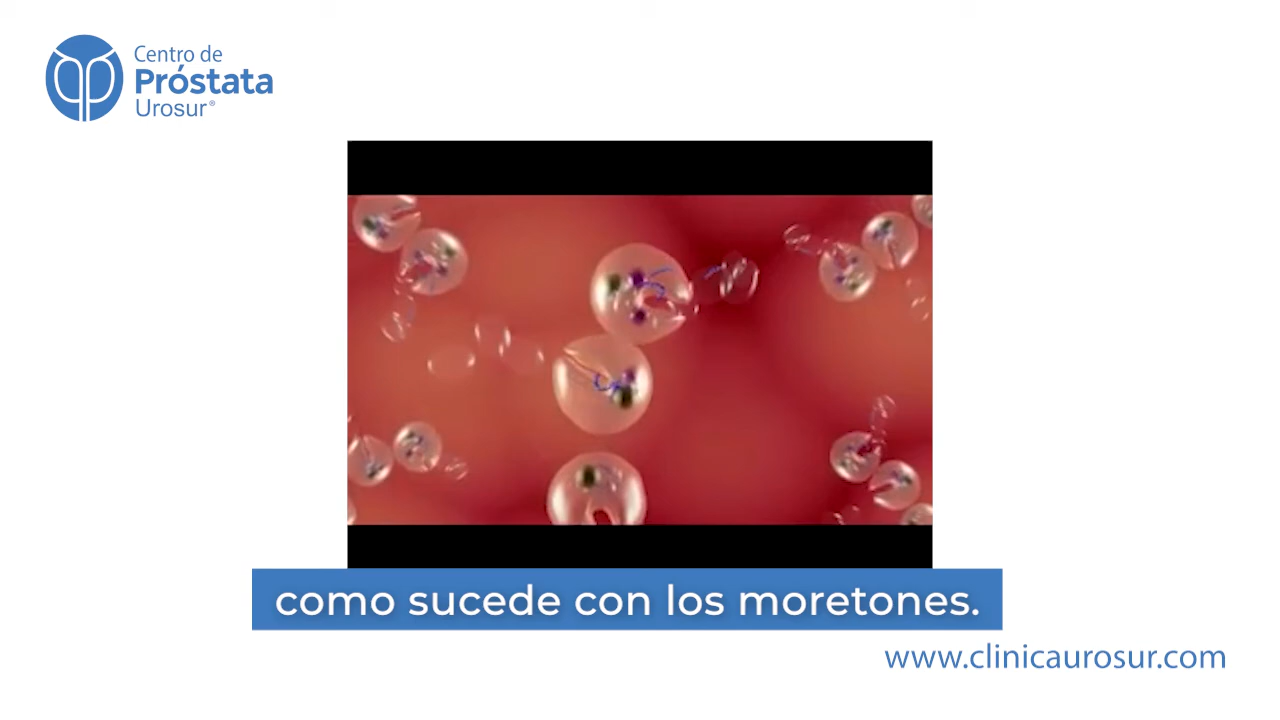 Centro de
Próstata
Urosur®
como sucede con los moretones.
www.clinicaurosur.com